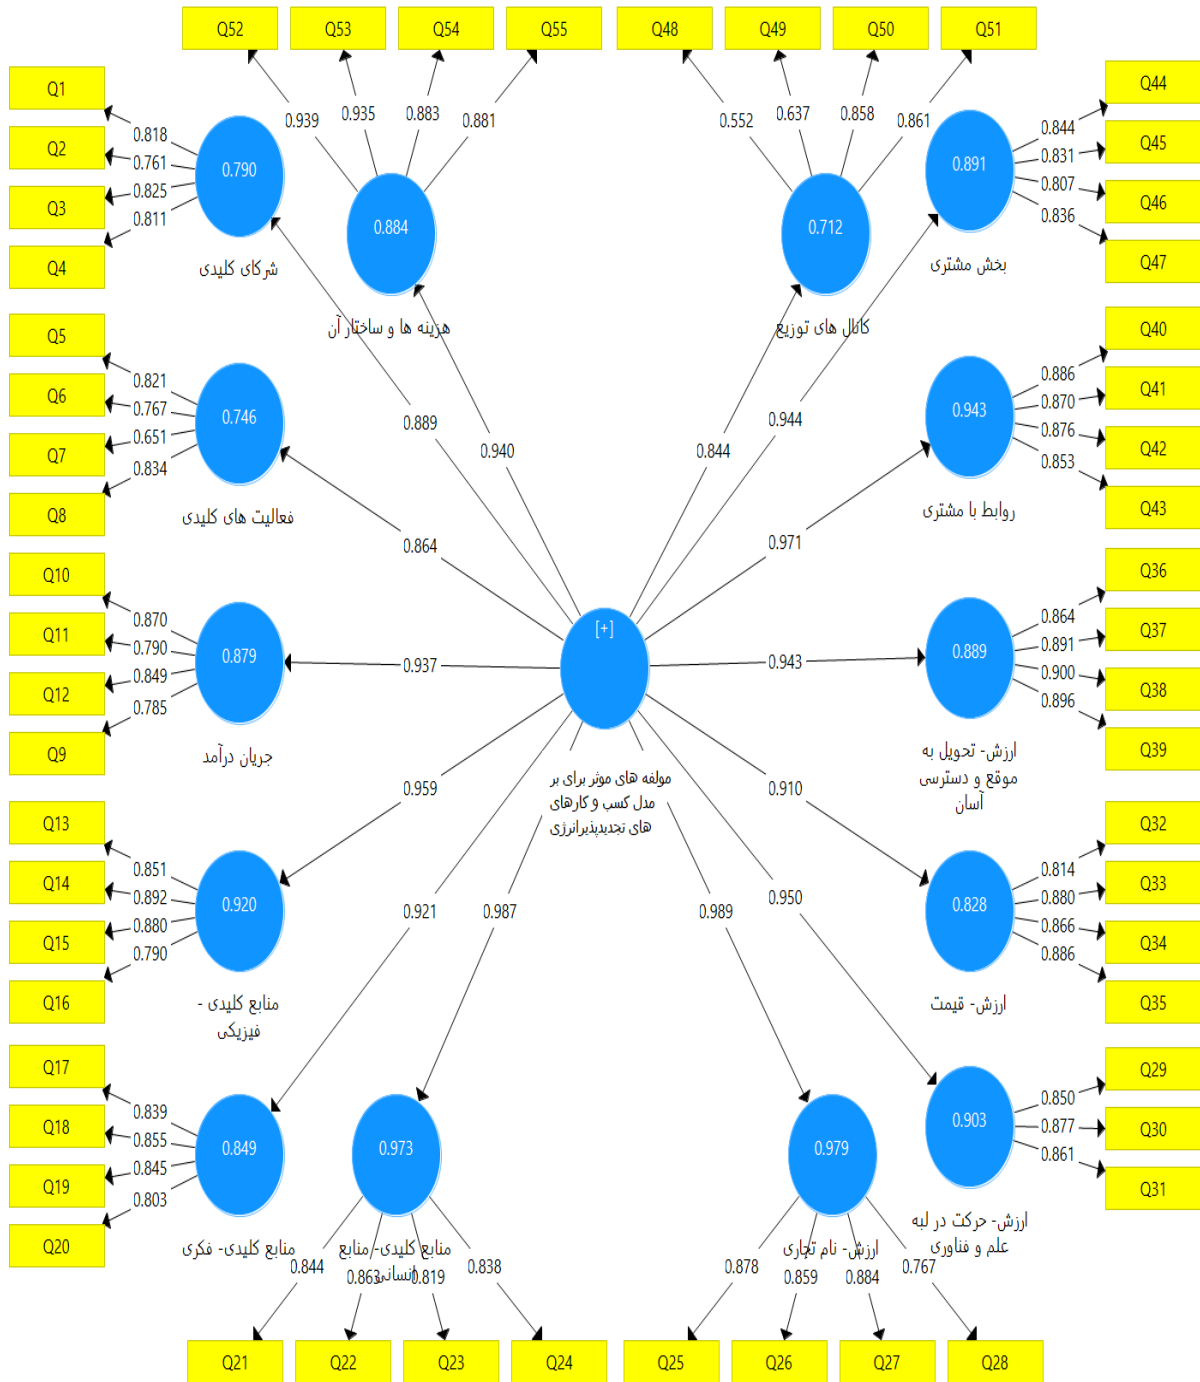 Q52
Q53
Q54
Q55
Q48
Q49
Q50
Q51
0.939
0.935
0.883
0.881
0.552
0.637
0.858
0.861
Q1
Q2
Q3
Q4
0.818
0.761
0.825
0.811
0.790
شرکای کلیدی
0.884
هزینه ها و ساختار آن
0.712
کانال های توزیع
0.891
بخش مشتری
0.844
0.831
0.807
0.836
Q44
Q45
Q46
Q47
0.889
0.940
0.844
0.944
Q5
Q6
Q7
Q8
0.821
0.767
0.651
0.834
0.746
فعالیت های کلیدی
0.864
0.971
0.943
روابط با مشتری
0.886
0.870
0.876
0.853
Q40
Q41
Q42
Q43
Q10
Q11
Q12
Q9
0.870
0.790
0.849
0.785
0.879
جریان درآمد
0.937
[+]
مولفه های موثر برای بر
مدل کسب و کارهای
های تجدیدپذیرانرژی
0.943
0.889
ارزش- تحویل به
موقع و دسترسی
آسان
0.864
0.891
0.900
0.896
Q36
Q37
Q38
Q39
Q13
Q14
Q15
Q16
0.851
0.892
0.880
0.790
0.920
منابع کلیدی -
فیزیکی
0.959
0.910
0.828
ارزش- قیمت
0.814
0.880
0.866
0.886
Q32
Q33
Q34
Q35
0.921
0.987
0.989
0.950
Q17
Q18
Q19
Q20
0.839
0.855
0.845
0.803
0.849
منابع کلیدی- فکری
0.973
منابع کلیدی- منابع
انسانی
0.979
ارزش- نام تجاری
0.903
ارزش- حرکت در لبه
علم و فناوری
0.850
0.877
0.861
Q29
Q30
Q31
0.844
0.863
0.819
0.838
0.878
0.859
0.884
0.767
Q21
Q22
Q23
Q24
Q25
Q26
Q27
Q28